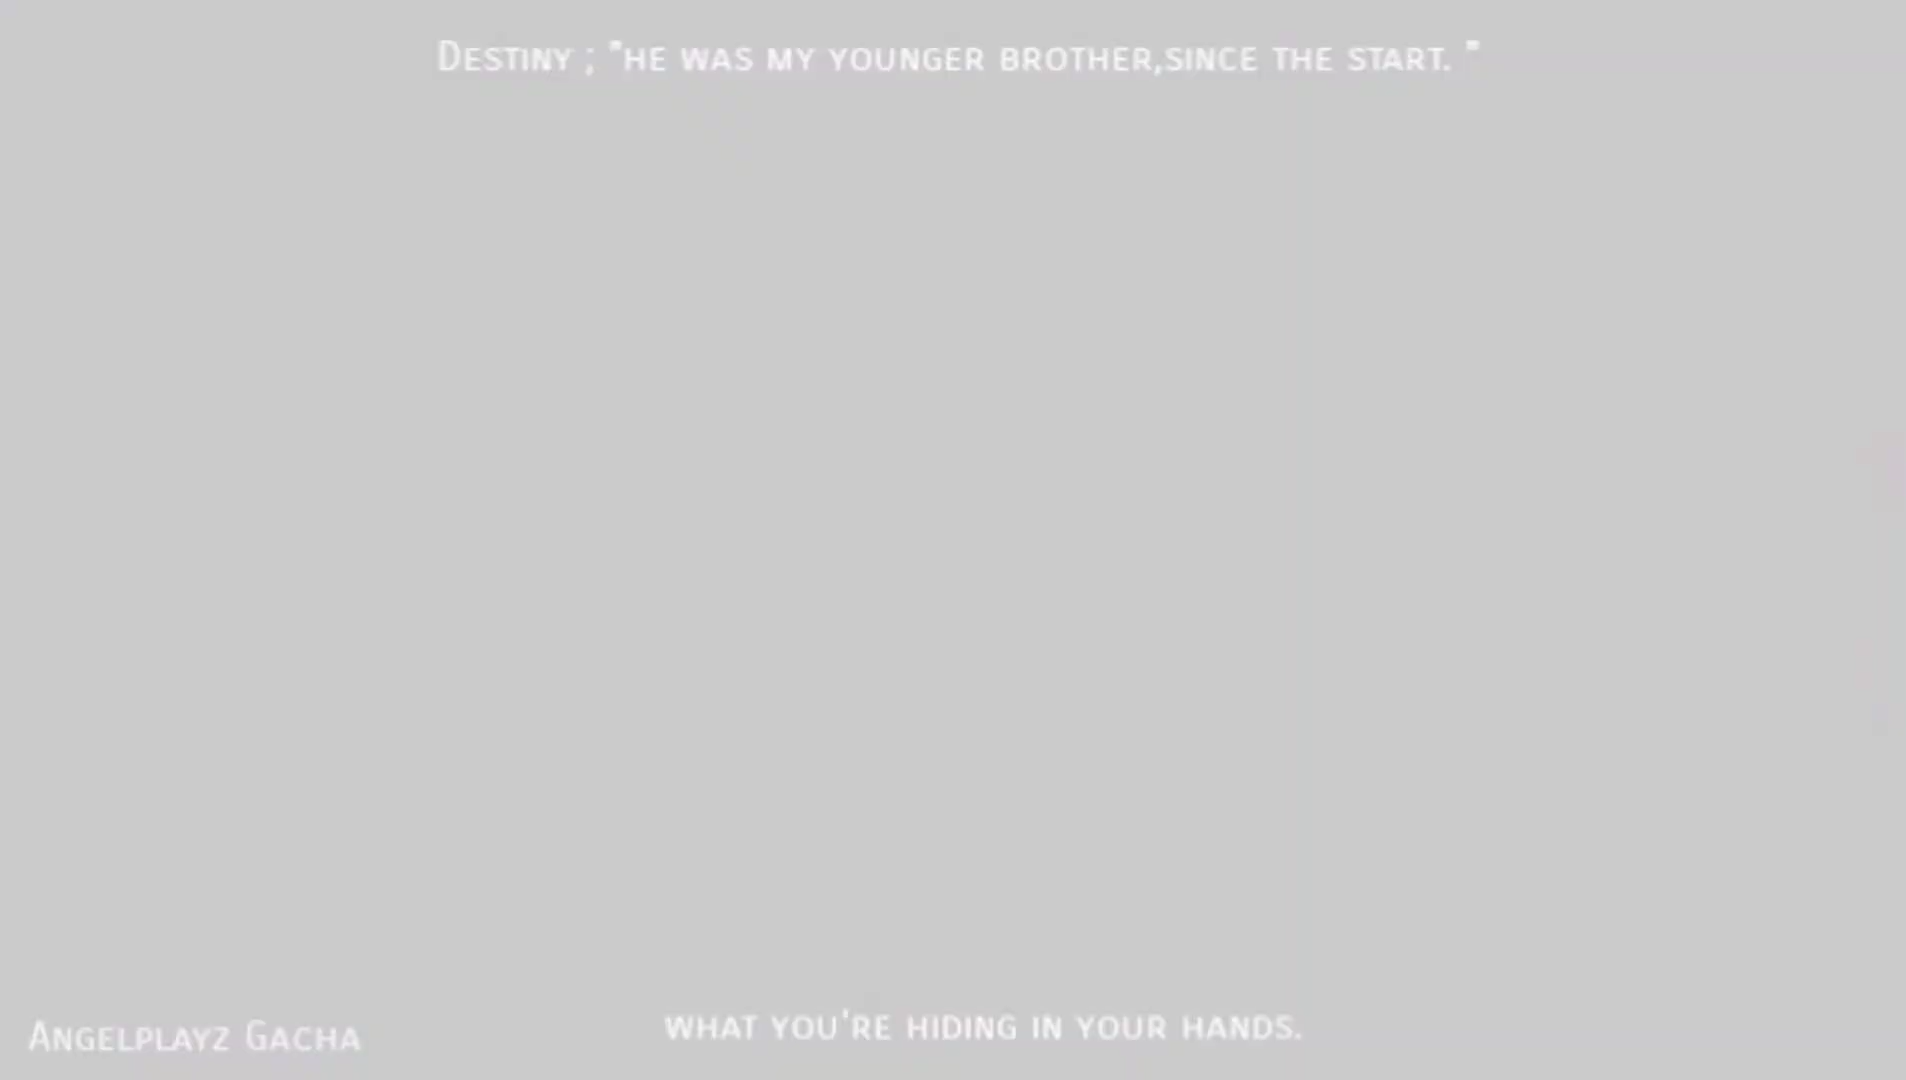 Destiny ; "he was my younger brother,since the start. "
what you're hiding in your hands.
Angelplayz Gacha